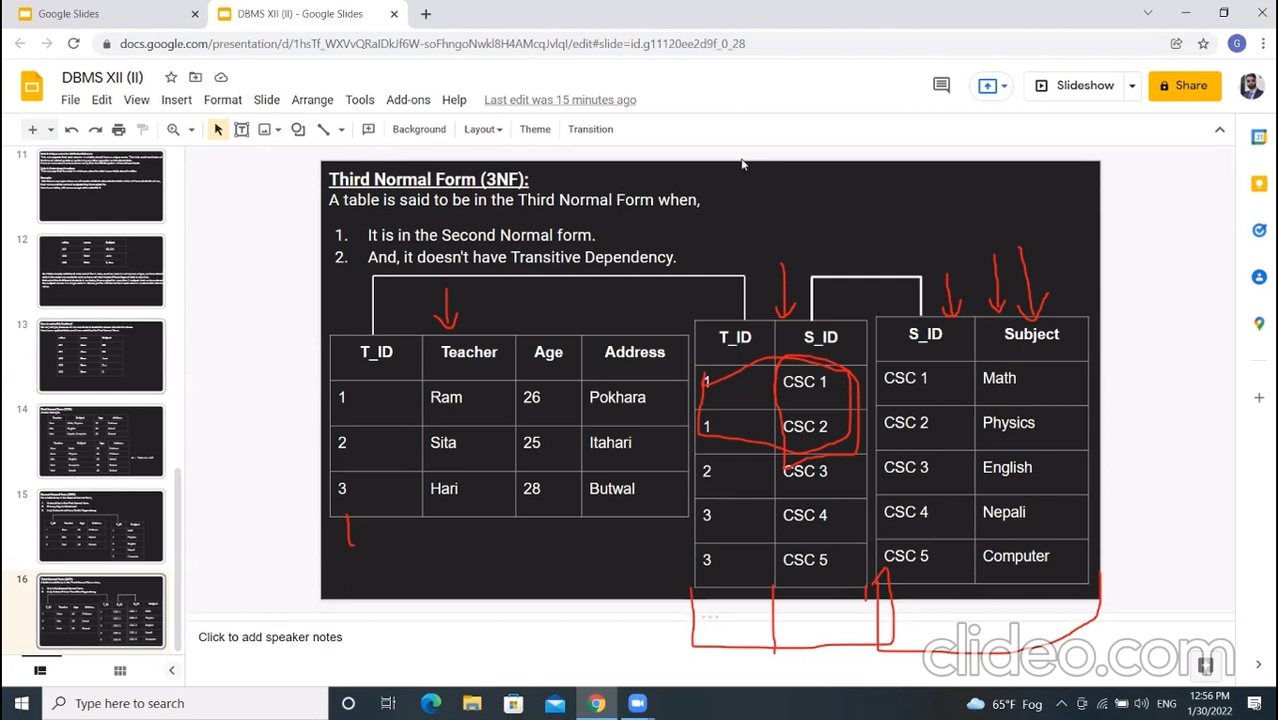 Google Slides
DBMS XII (II) - Google Slides
docs.google.com/presentation/d/1hsTf_WXVvQRaIDkJf6W-soFhngoNwkl8H4AMcqJvlqI/edit#slide=id.g11120ee2d9f_0_28
G
DBMS XII (II)
File Edit View Insert Format Slide Arrange Tools Add-ons Help Last edit was 15 minutes ago
Slideshow
Share
Background Layout Theme Transition
11
12
13
14
15
16
Third Normal Form (3NF):
A table is said to be in the Third Normal Form when,
1. It is in the Second Normal form.
2. And, it doesn't have Transitive Dependency.
T_ID Teacher Age Address
1 Ram 26 Pokhara
2 Sita 25 Itahari
3 Hari 28 Butwal
T_ID S_ID
1 CSC 1
1 CSC 2
2 CSC 3
3 CSC 4
3 CSC 5
S_ID Subject
CSC 1 Math
CSC 2 Physics
CSC 3 English
CSC 4 Nepali
CSC 5 Computer
Click to add speaker notes
clideo.com
Type here to search
65°F Fog
ENG
12:56 PM
1/30/2022